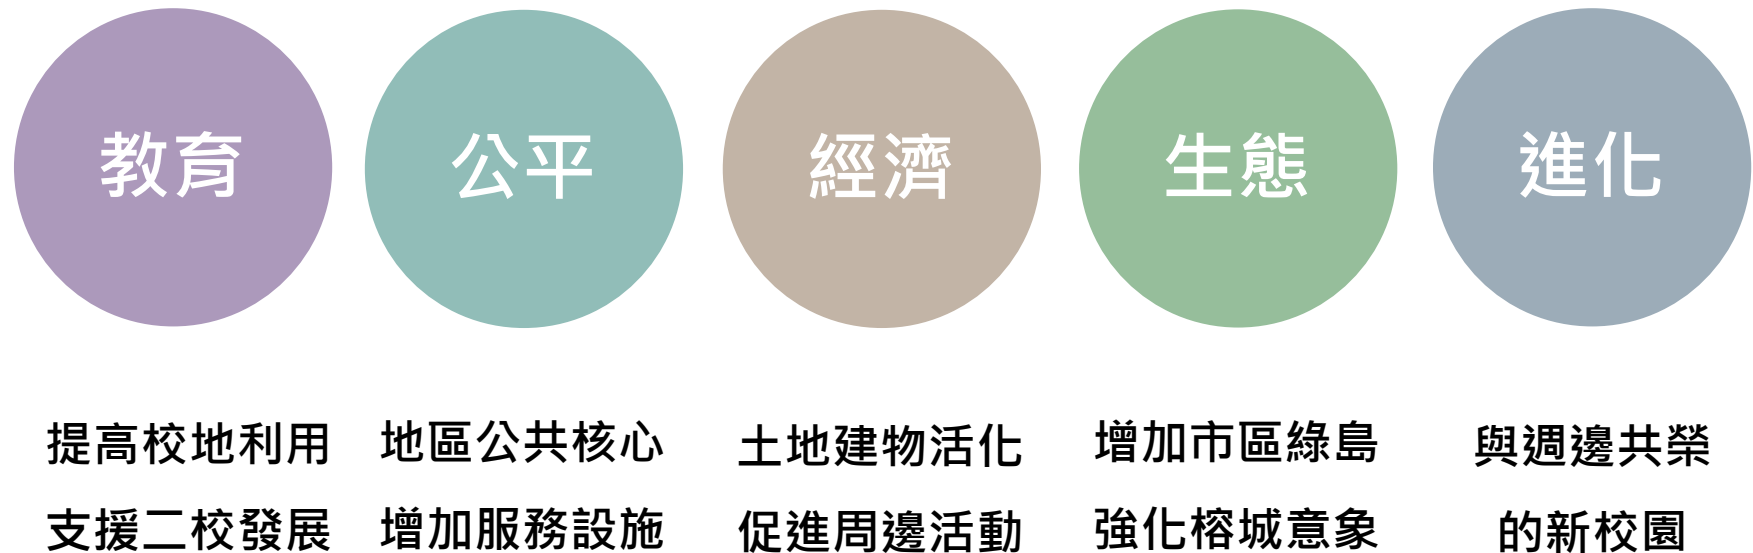 教育
公平
經濟
生態
進化
提高校地利用
支援二校發展
地區公共核心
增加服務設施
土地建物活化
促進周邊活動
增加市區綠島
強化榕城意象
與週邊共榮
的新校園